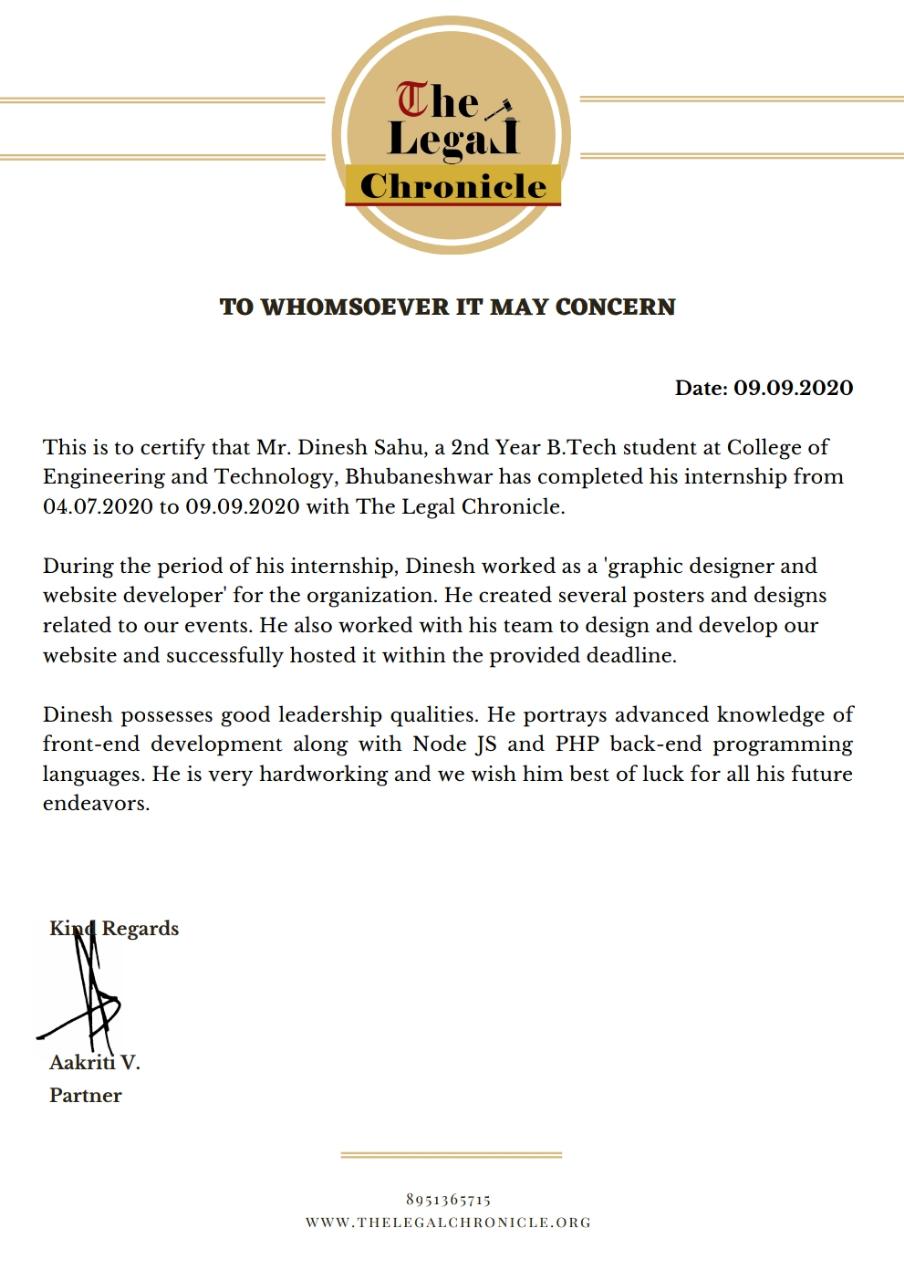 The
Legal
Chronicle
TO WHOMSOEVER IT MAY CONCERN
Date: 09.09.2020
This is to certify that Mr. Dinesh Sahu, a 2nd Year B.Tech student at College of
Engineering and Technology, Bhubaneshwar has completed his internship from
04.07.2020 to 09.09.2020 with The Legal Chronicle.
During the period of his internship, Dinesh worked as a 'graphic designer and
website developer' for the organization. He created several posters and designs
related to our events. He also worked with his team to design and develop our
website and successfully hosted it within the provided deadline.
Dinesh possesses good leadership qualities. He portrays advanced knowledge of
front-end development along with Node JS and PHP back-end programming
languages. He is very hardworking and we wish him best of luck for all his future
endeavors.
Kind Regards
Aakriti V.
Partner
8951365715
WWW.THELEGALCHRONICLE.ORG